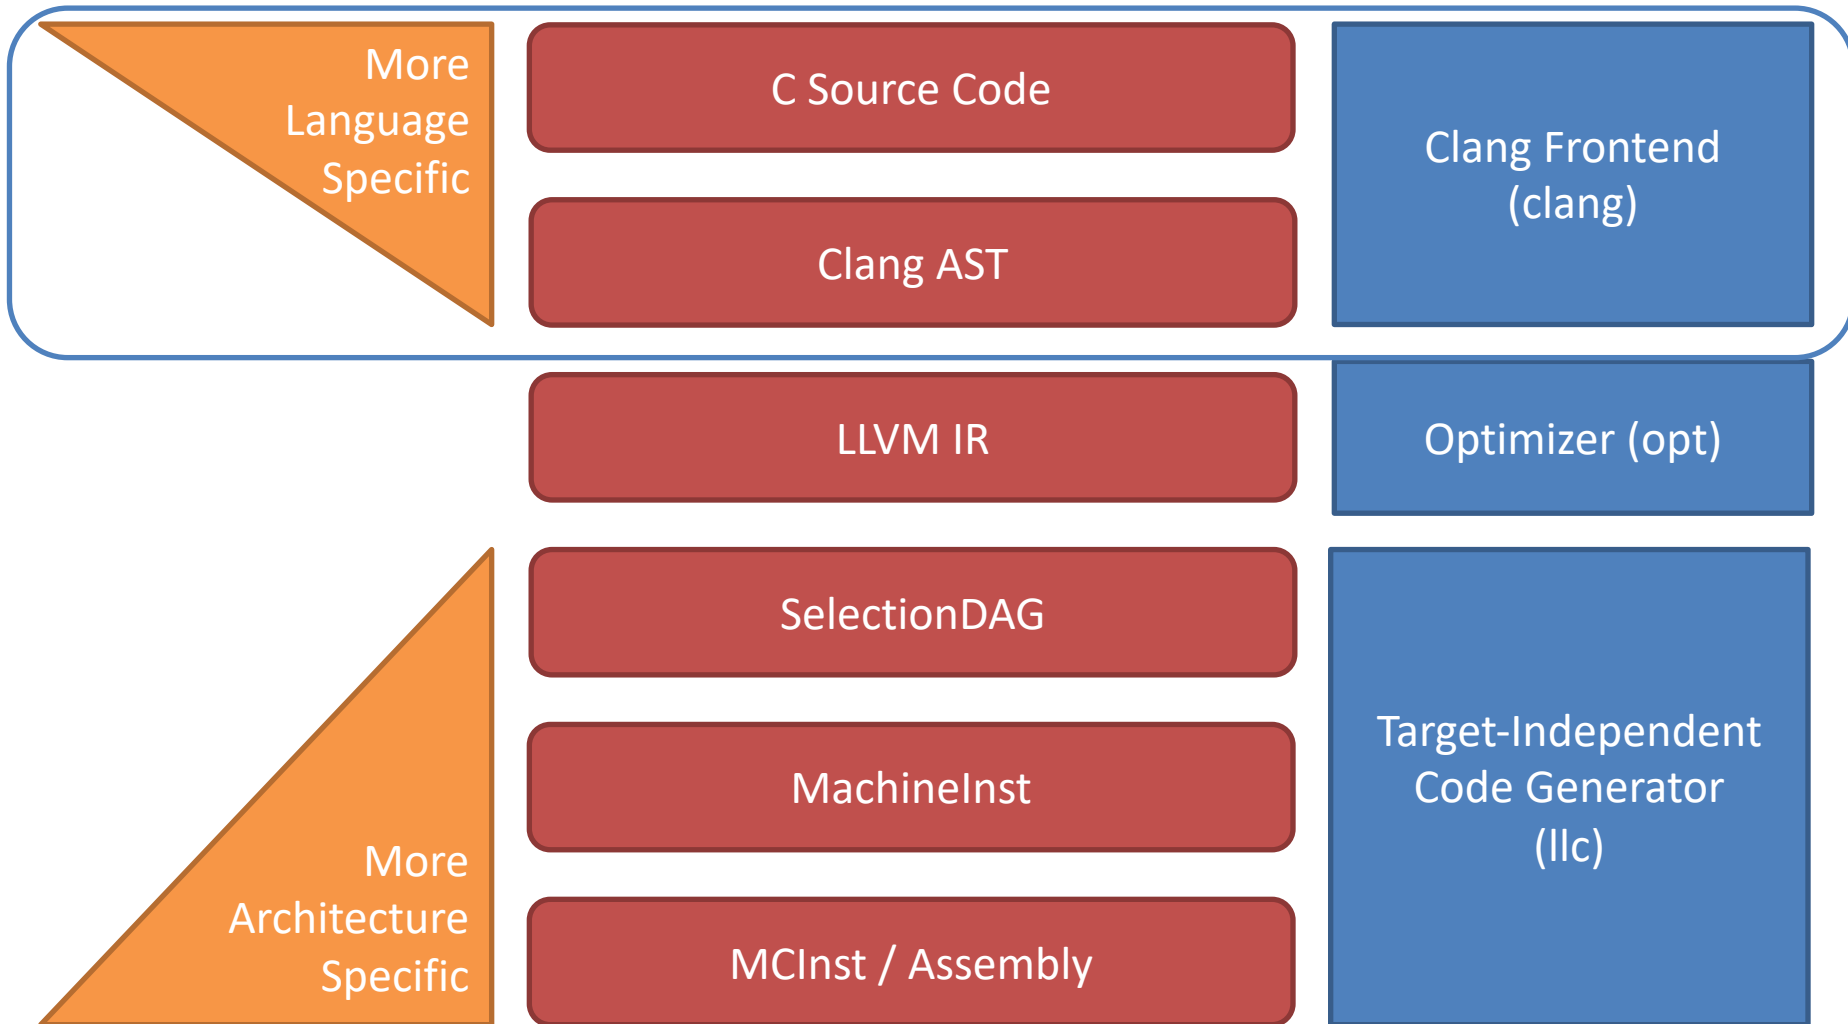 More
Language
Specific
C Source Code
Clang AST
Clang Frontend
(clang)
LLVM IR
Optimizer (opt)
SelectionDAG
MachineInst
MCInst / Assembly
Target-Independent
Code Generator
(llc)
More
Architecture
Specific